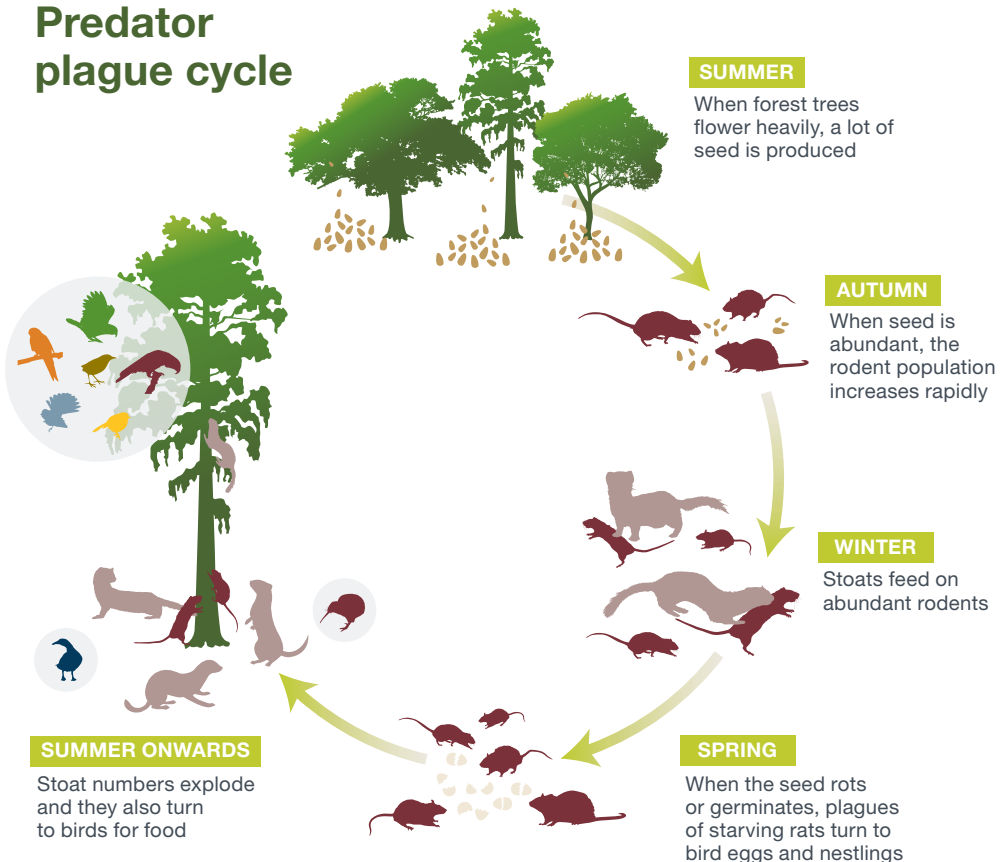 Predator
plague cycle
SUMMER
When forest trees
flower heavily, a lot of
seed is produced
AUTUMN
When seed is
abundant, the
rodent population
increases rapidly
WINTER
Stoats feed on
abundant rodents
SPRING
When the seed rots
or germinates, plagues
of starving rats turn to
bird eggs and nestlings
SUMMER ONWARDS
Stoat numbers explode
and they also turn
to birds for food